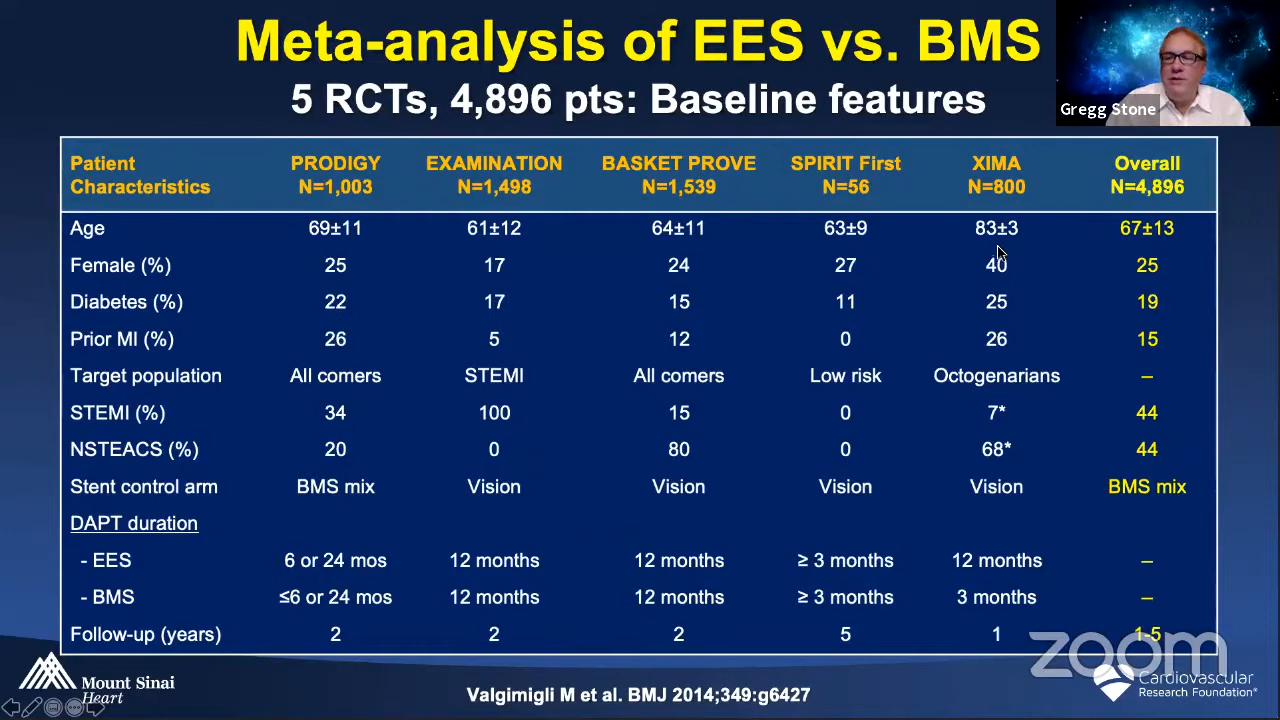 Meta-analysis of EES vs. BMS
5 RCTs, 4,896 pts: Baseline features
Gregg Stone
Patient Characteristics PRODIGY N=1,003 EXAMINATION N=1,498 BASKET PROVE N=1,539 SPIRIT First N=56 XIMA N=800 Overall N=4,896
Age 69±11 61±12 64±11 63±9 83±3 67±13
Female (%) 25 17 24 27 40 25
Diabetes (%) 22 17 15 11 25 19
Prior MI (%) 26 5 12 0 26 15
Target population All comers STEMI All comers Low risk Octogenarians –
STEMI (%) 34 100 15 0 7* 44
NSTEACS (%) 20 0 80 0 68* 44
Stent control arm BMS mix Vision Vision Vision Vision BMS mix
DAPT duration
- EES 6 or 24 mos 12 months 12 months ≥ 3 months 12 months –
- BMS ≤6 or 24 mos 12 months 12 months ≥ 3 months 3 months –
Follow-up (years) 2 2 2 5 1 1-5
zoom
Mount Sinai
Heart
Valgimigli M et al. BMJ 2014;349:g6427
Cardiovascular
Research Foundation®